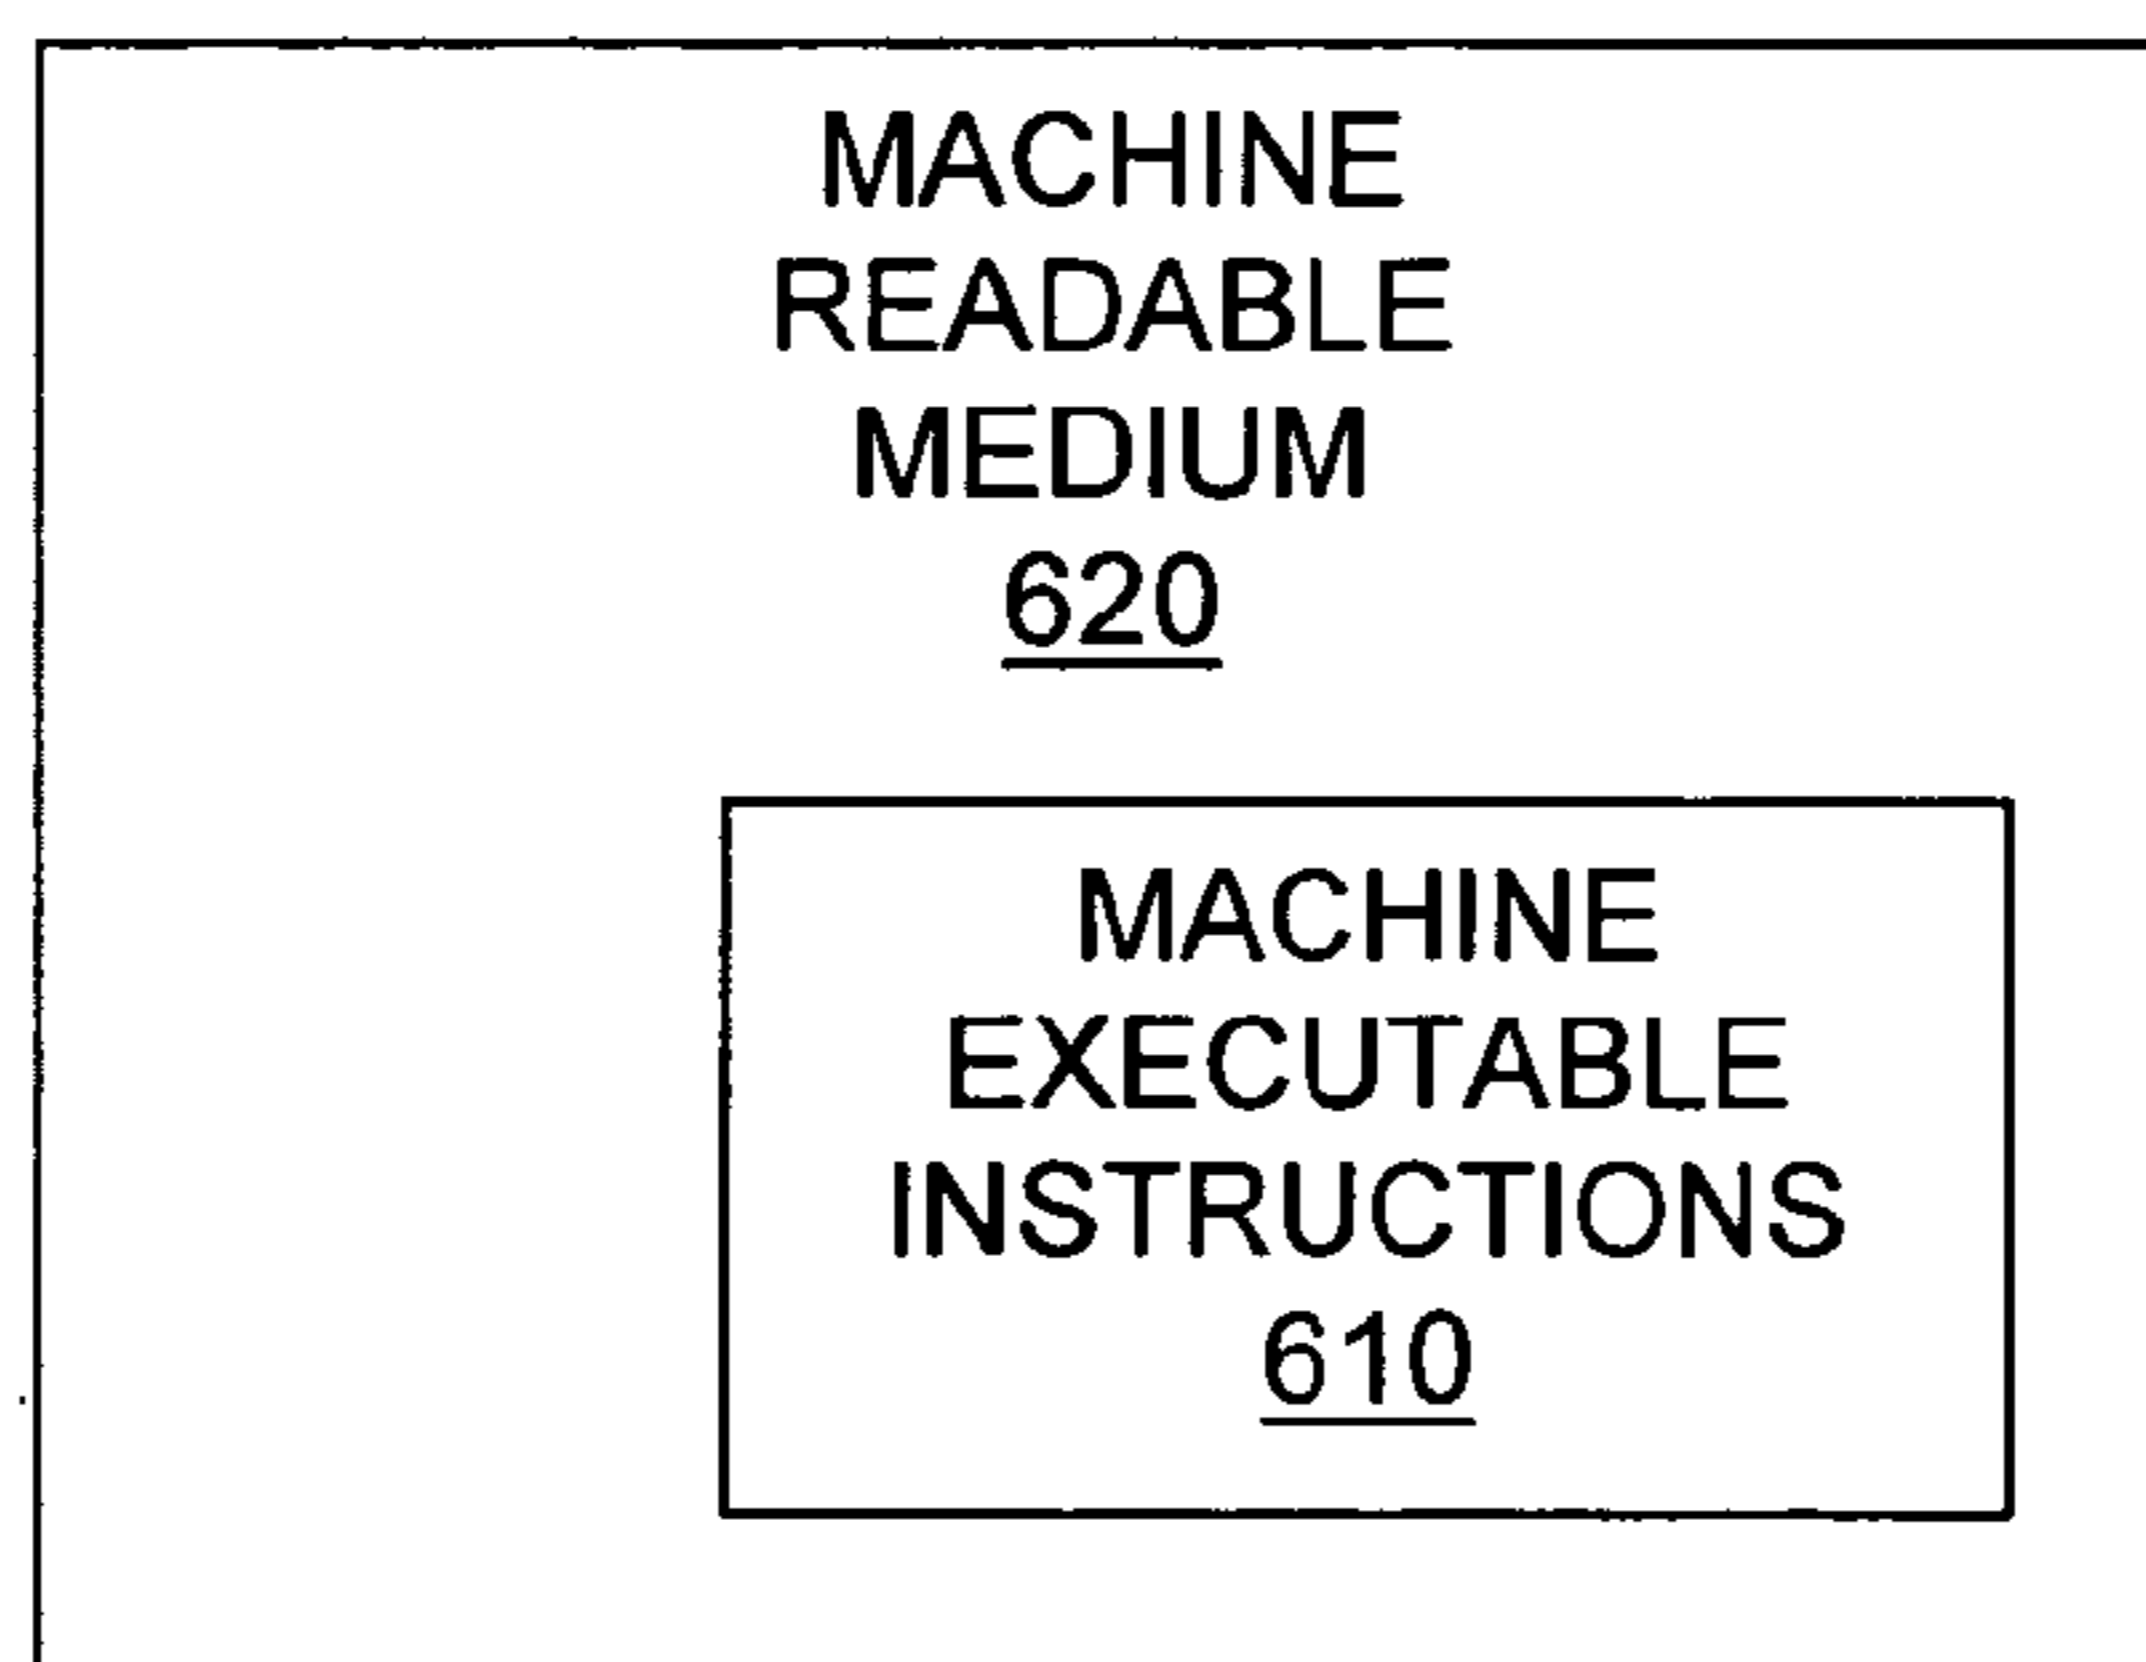 MACHINE
READABLE
MEDIUM
620
MACHINE
EXECUTABLE
INSTRUCTIONS
610